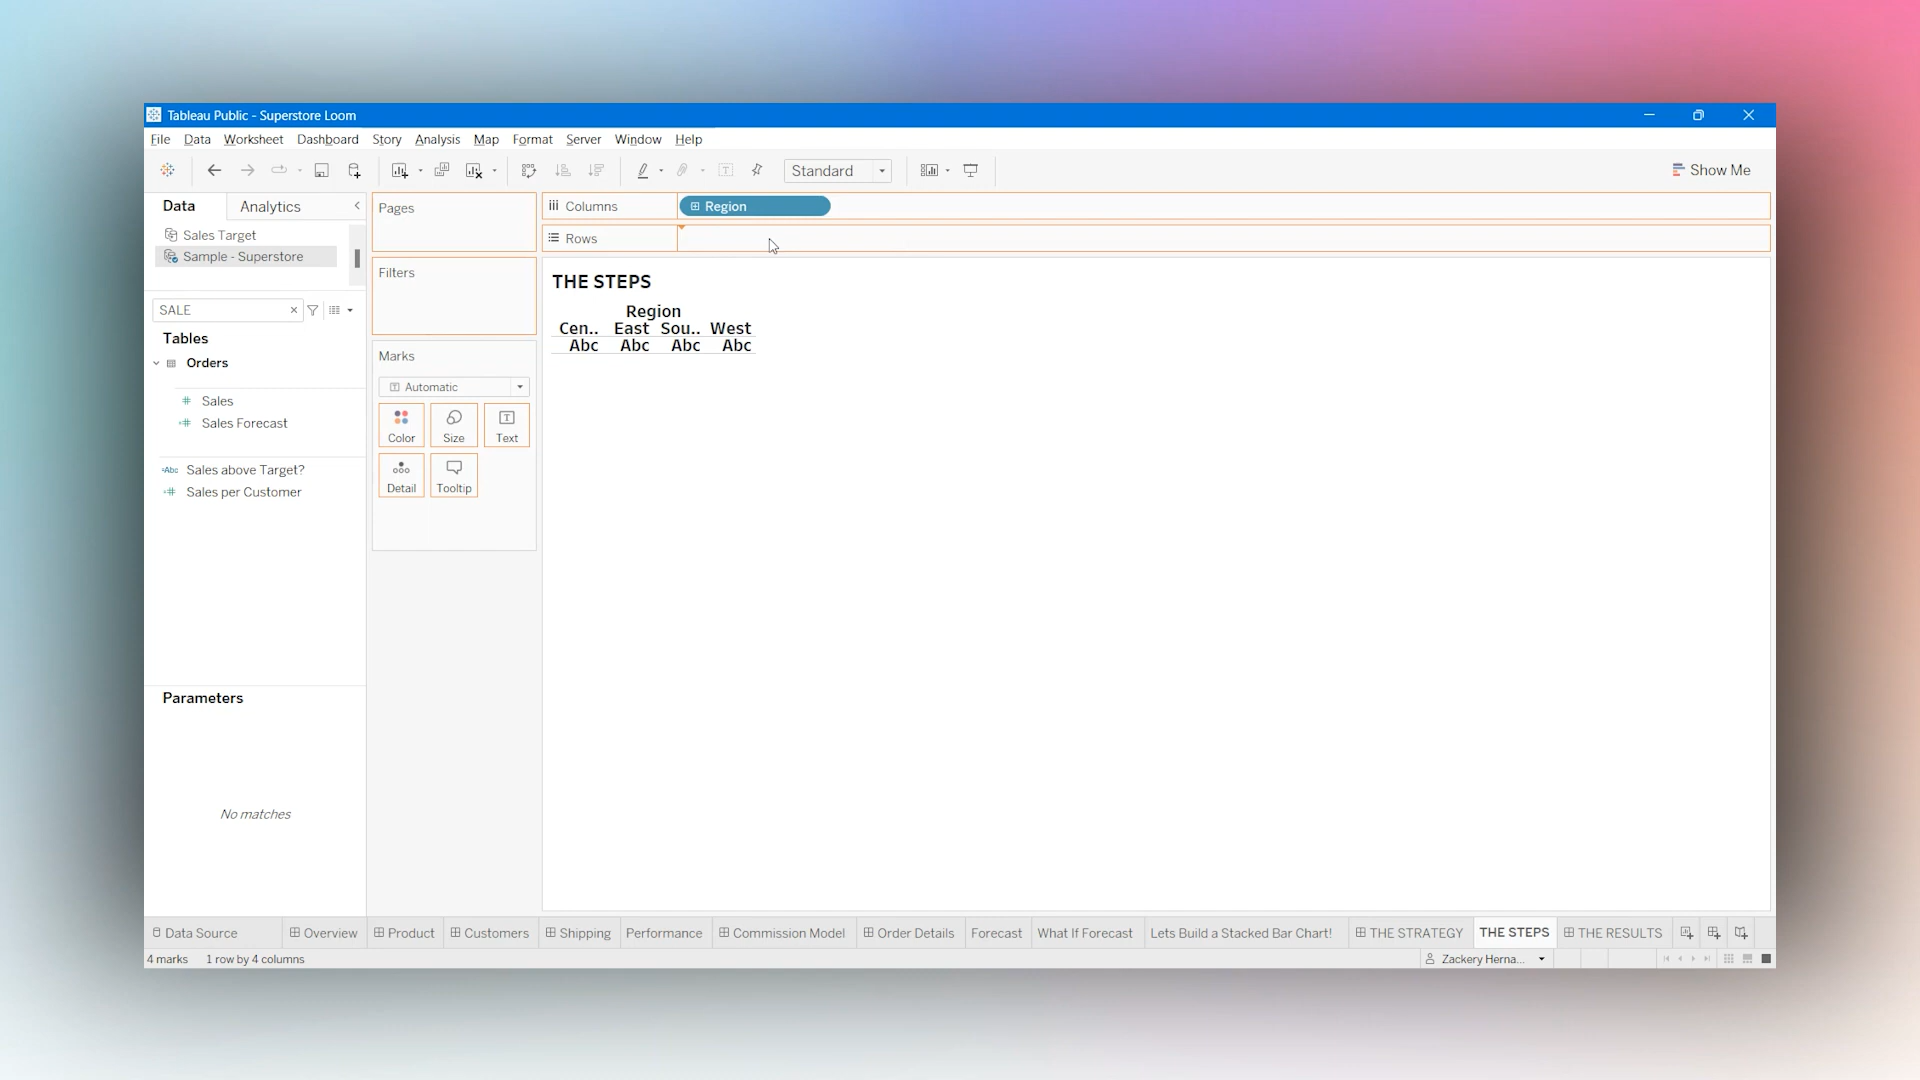 Tableau Public - Superstore Loom
File Data Worksheet Dashboard Story Analysis Map Format Server Window Help
Standard
Show Me
Data Analytics
Sales Target
Sample - Superstore
SALE
Tables
Orders
Sales
Sales Forecast
Abc Sales above Target?
Sales per Customer
Parameters
No matches
Pages
Filters
Marks
Automatic
Color Size Text
Detail Tooltip
Columns Region
Rows
THE STEPS
Region
Cen.. East Sou.. West
Abc Abc Abc Abc
Data Source Overview Product Customers Shipping Performance Commission Model Order Details Forecast What If Forecast Lets Build a Stacked Bar Chart! THE STRATEGY THE STEPS THE RESULTS
4 marks 1 row by 4 columns Zackery Herna...